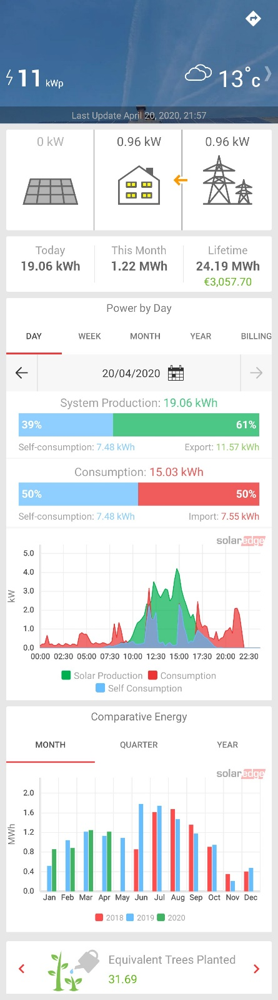 11 kWp
13°c
Last Update April 20, 2020, 21:57
0 kW
0.96 kW
0.96 kW
Today
This Month
Lifetime
19.06 kWh
1.22 MWh
24.19 MWh
€3,057.70
Power by Day
DAY
WEEK
MONTH
YEAR
BILLING
20/04/2020
System Production: 19.06 kWh
39%
61%
Self-consumption: 7.48 kWh
Export: 11.57 kWh
Consumption: 15.03 kWh
50%
50%
Self-consumption: 7.48 kWh
Import: 7.55 kWh
solaredge
kW
5.0
4.0
3.0
2.0
1.0
0.0
00:00 02:30 05:00 07:30 10:00 12:30 15:00 17:30 20:00 22:30
Solar Production
Consumption
Self Consumption
Comparative Energy
MONTH
QUARTER
YEAR
solaredge
MWh
2.0
1.6
1.2
0.8
0.4
0.0
Jan Feb Mar Apr May Jun Jul Aug Sep Oct Nov Dec
2018 2019 2020
Equivalent Trees Planted
31.69